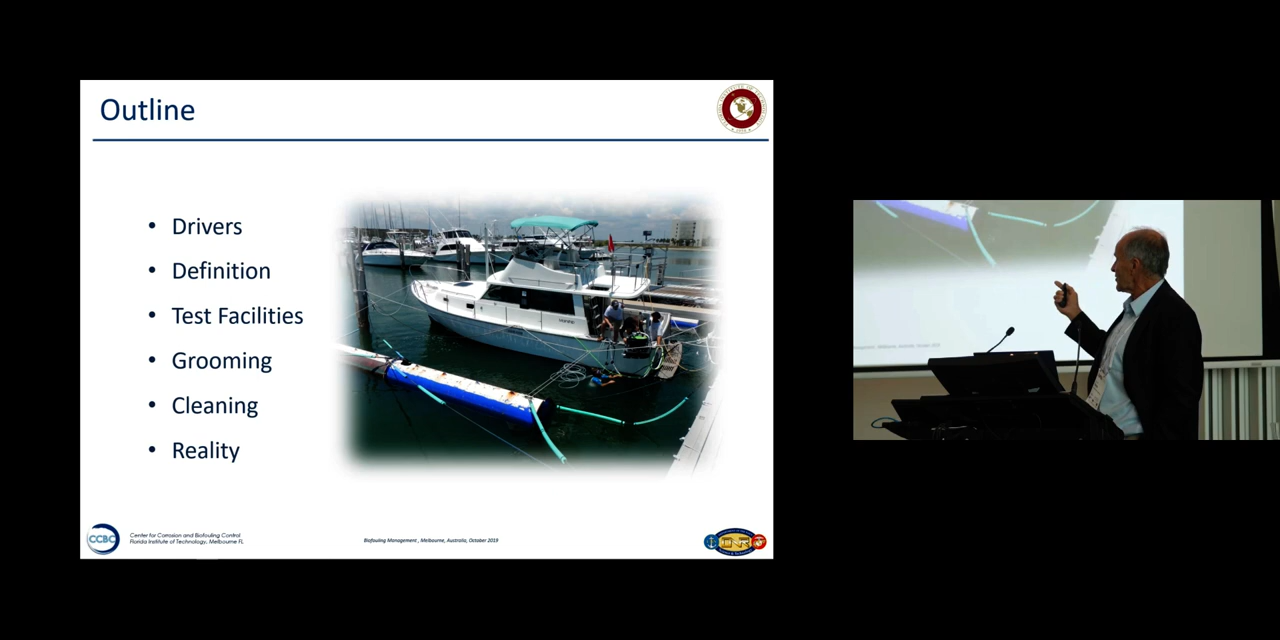 Outline
• Drivers
• Definition
• Test Facilities
• Grooming
• Cleaning
• Reality
CCBC
Center for Corrosion and Biofouling Control
Florida Institute of Technology, Melbourne FL
Biofouling Management , Melbourne, Australia, October 2019